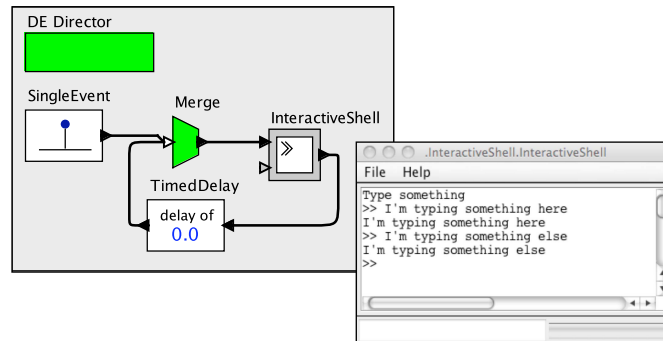 DE Director
SingleEvent
Merge
InteractiveShell
TimedDelay
delay of
0.0
.InteractiveShell.InteractiveShell
File Help
Type something
>> I'm typing something here
I'm typing something here
>> I'm typing something else
I'm typing something else
>>